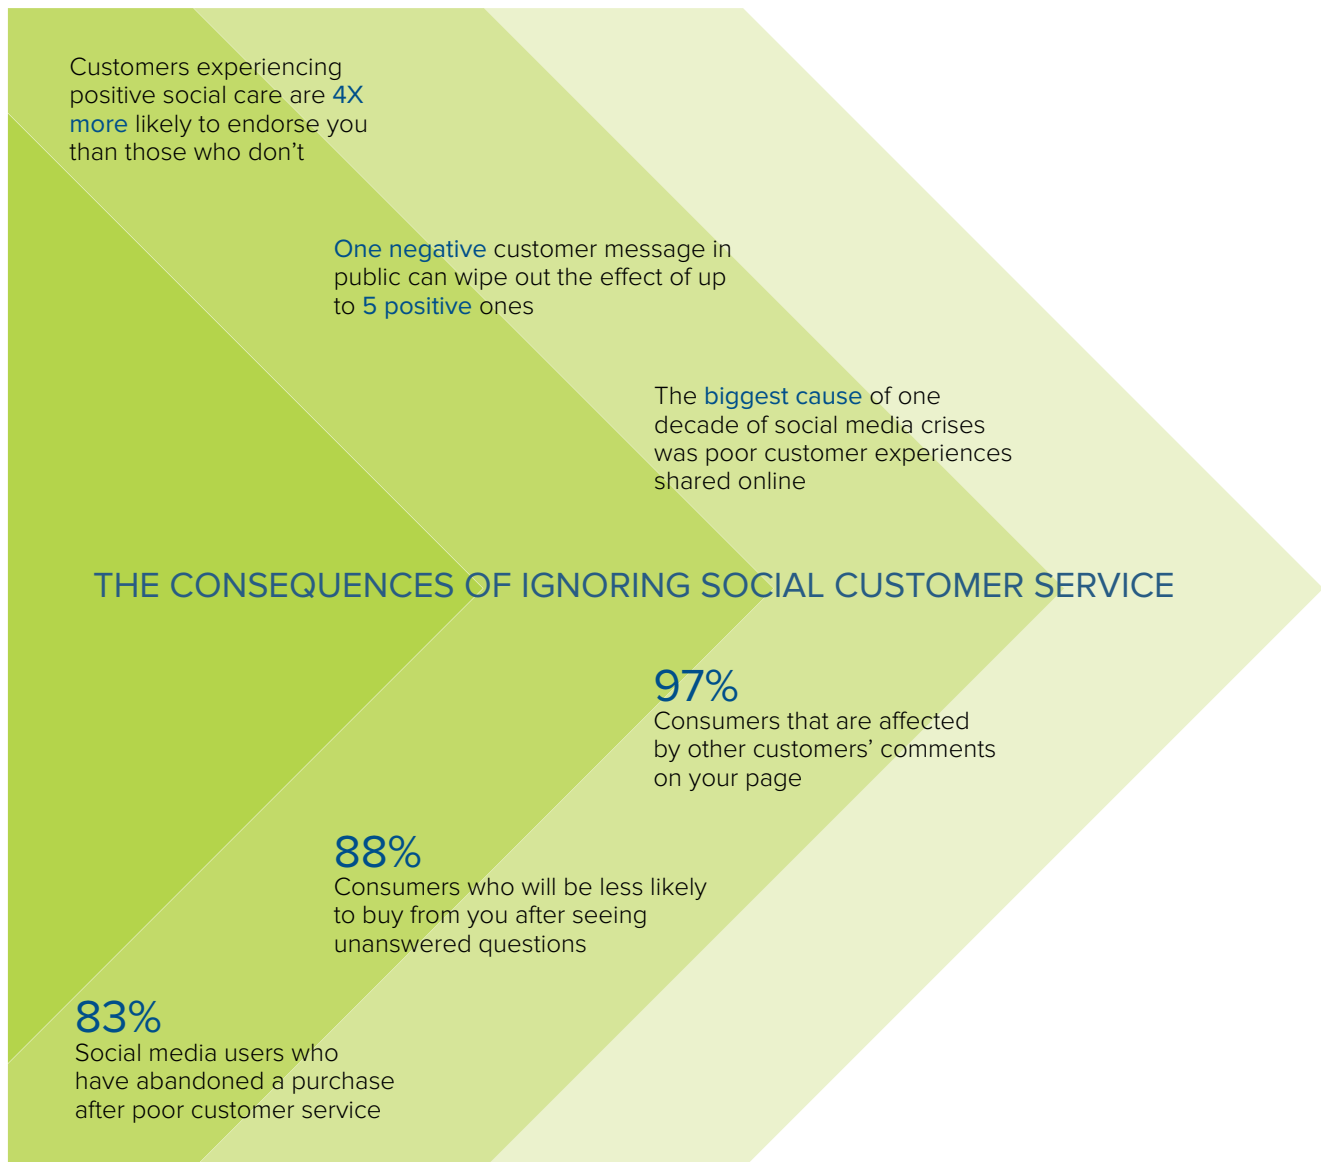 Customers experiencing
positive social care are 4X
more likely to endorse you
than those who don’t
One negative customer message in
public can wipe out the effect of up
to 5 positive ones
The biggest cause of one
decade of social media crises
was poor customer experiences
shared online
THE CONSEQUENCES OF IGNORING SOCIAL CUSTOMER SERVICE
97%
Consumers that are affected
by other customers’ comments
on your page
88%
Consumers who will be less likely
to buy from you after seeing
unanswered questions
83%
Social media users who
have abandoned a purchase
after poor customer service